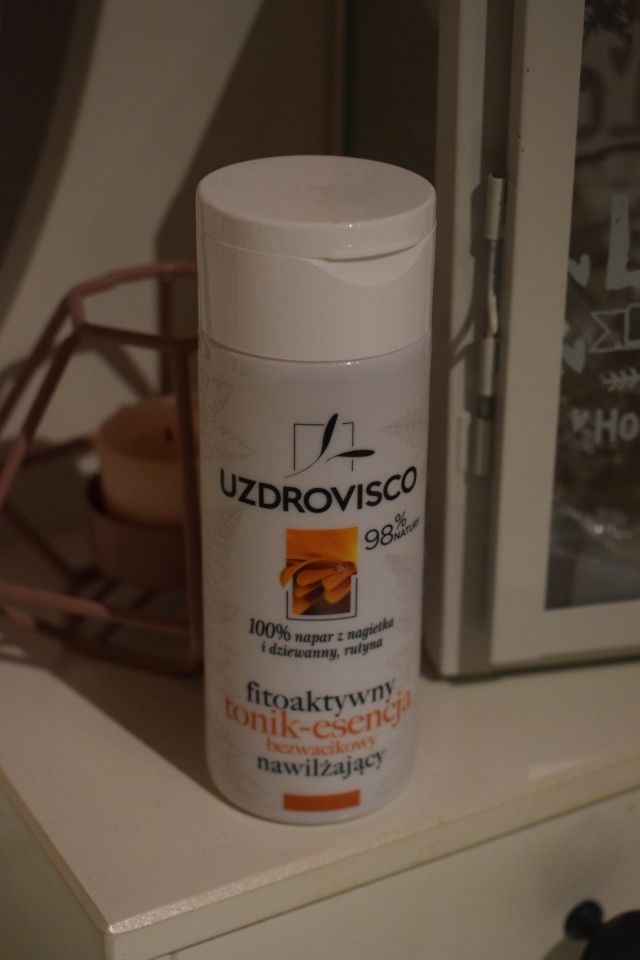 UZDROVISCO
98%
NATURY
100% napar z nagietka
i dziewanny, rutyna
fitoaktywny
tonik-esencja
bezwacikowy
nawilżający